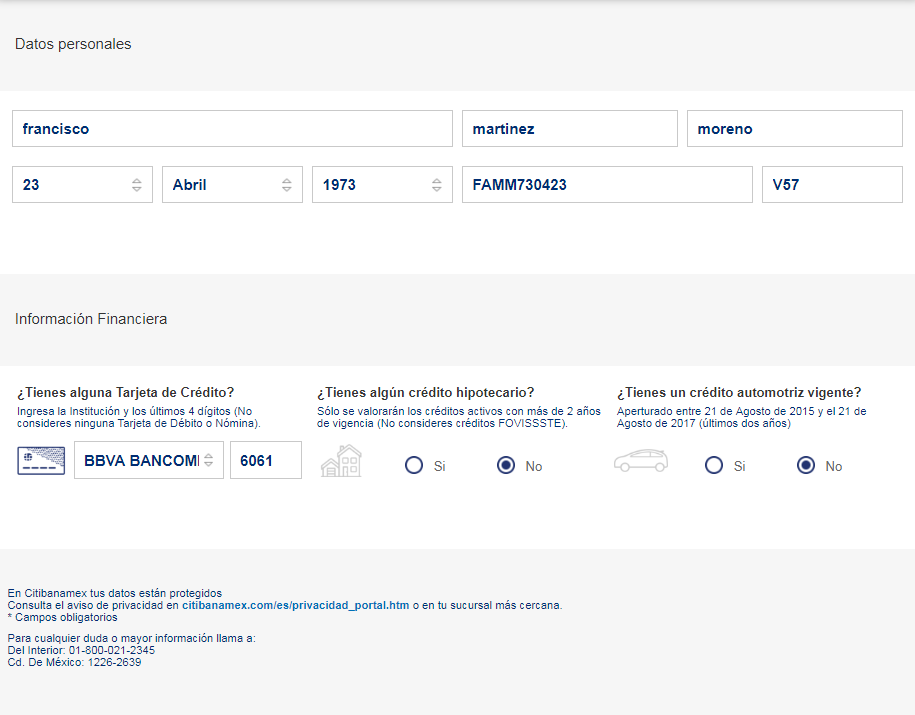 Datos personales
francisco martinez moreno
23 Abril 1973 FAMM730423 V57
Información Financiera
¿Tienes alguna Tarjeta de Crédito?
Ingresa la Institución y los últimos 4 dígitos (No
consideres ninguna Tarjeta de Débito o Nómina).
BBVA BANCOM 6061
¿Tienes algún crédito hipotecario?
Sólo se valorarán los créditos activos con más de 2 años
de vigencia (No consideres créditos FOVISSSTE).
Si No
¿Tienes un crédito automotriz vigente?
Aperturado entre 21 de Agosto de 2015 y el 21 de
Agosto de 2017 (últimos dos años)
Si No
En Citibanamex tus datos están protegidos
Consulta el aviso de privacidad en citibanamex.com/es/privacidad_portal.htm o en tu sucursal más cercana.
* Campos obligatorios
Para cualquier duda o mayor información llama a:
Del Interior: 01-800-021-2345
Cd. De México: 1226-2639